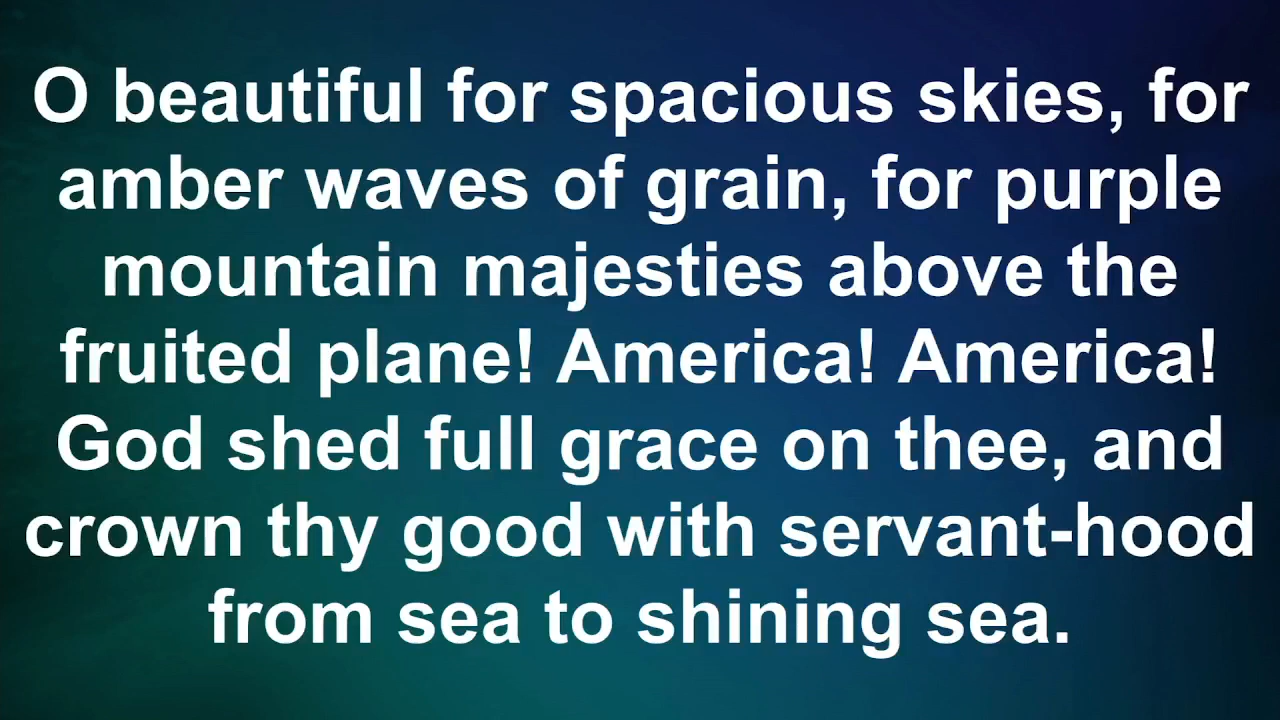 O beautiful for spacious skies, for
amber waves of grain, for purple
mountain majesties above the
fruited plane! America! America!
God shed full grace on thee, and
crown thy good with servant-hood
from sea to shining sea.